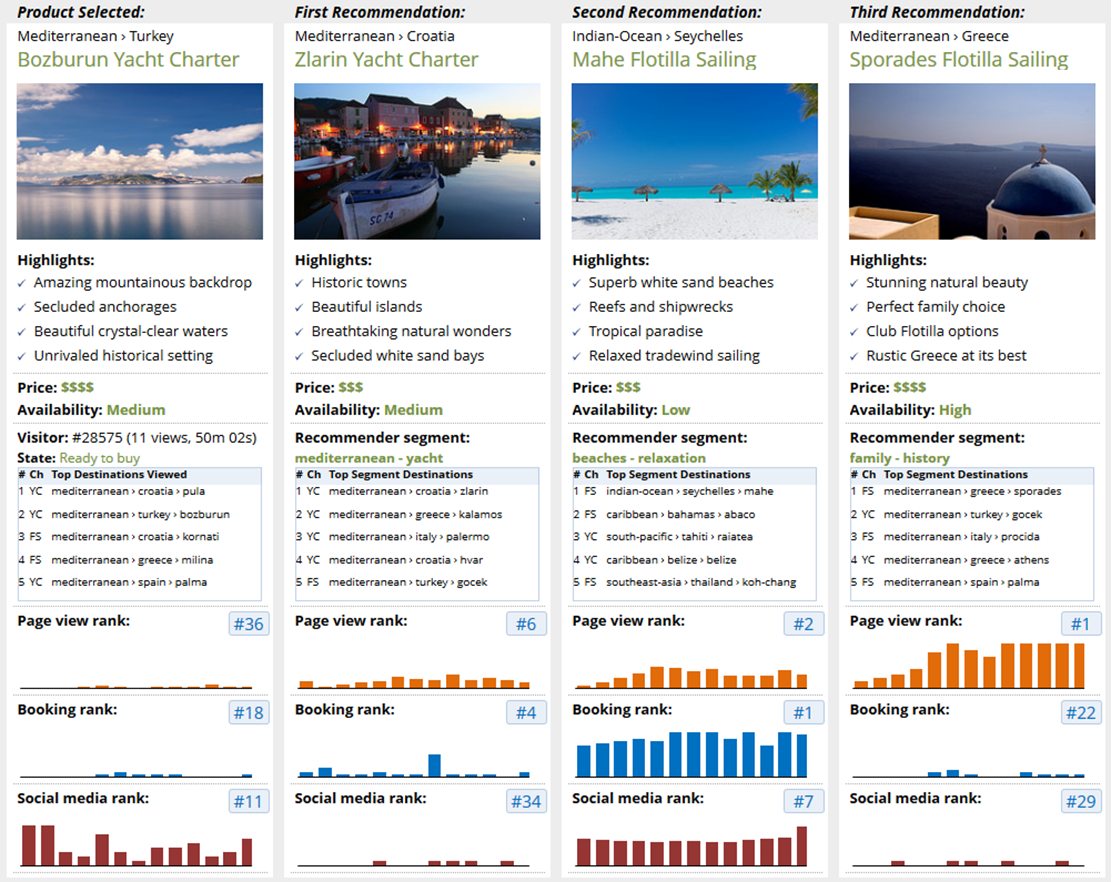 Product Selected:
Mediterranean › Turkey
Bozburun Yacht Charter
Highlights:
✓ Amazing mountainous backdrop
✓ Secluded anchorages
✓ Beautiful crystal-clear waters
✓ Unrivaled historical setting
Price: $$$$
Availability: Medium
Visitor: #28575 (11 views, 50m 02s)
State: Ready to buy
# Ch Top Destinations Viewed
1 YC mediterranean › croatia › pula
2 YC mediterranean › turkey › bozburun
3 FS mediterranean › croatia › kornati
4 FS mediterranean › greece › milina
5 YC mediterranean › spain › palma
Page view rank: #36
Booking rank: #18
Social media rank: #11
First Recommendation:
Mediterranean › Croatia
Zlarin Yacht Charter
SC 74
Highlights:
✓ Historic towns
✓ Beautiful islands
✓ Breathtaking natural wonders
✓ Secluded white sand bays
Price: $$$
Availability: Medium
Recommender segment:
mediterranean - yacht
# Ch Top Segment Destinations
1 YC mediterranean › croatia › zlarin
2 YC mediterranean › greece › kalamos
3 YC mediterranean › italy › palermo
4 YC mediterranean › croatia › hvar
5 FS mediterranean › turkey › gocek
Page view rank: #6
Booking rank: #4
Social media rank: #34
Second Recommendation:
Indian-Ocean › Seychelles
Mahe Flotilla Sailing
Highlights:
✓ Superb white sand beaches
✓ Reefs and shipwrecks
✓ Tropical paradise
✓ Relaxed tradewind sailing
Price: $$$
Availability: Low
Recommender segment:
beaches - relaxation
# Ch Top Segment Destinations
1 FS indian-ocean › seychelles › mahe
2 FS caribbean › bahamas › abaco
3 YC south-pacific › tahiti › raiatea
4 YC caribbean › belize › belize
5 FS southeast-asia › thailand › koh-chang
Page view rank: #2
Booking rank: #1
Social media rank: #7
Third Recommendation:
Mediterranean › Greece
Sporades Flotilla Sailing
Highlights:
✓ Stunning natural beauty
✓ Perfect family choice
✓ Club Flotilla options
✓ Rustic Greece at its best
Price: $$$$
Availability: High
Recommender segment:
family - history
# Ch Top Segment Destinations
1 FS mediterranean › greece › sporades
2 YC mediterranean › turkey › gocek
3 FS mediterranean › italy › procida
4 YC mediterranean › greece › athens
5 FS mediterranean › spain › palma
Page view rank: #1
Booking rank: #22
Social media rank: #29